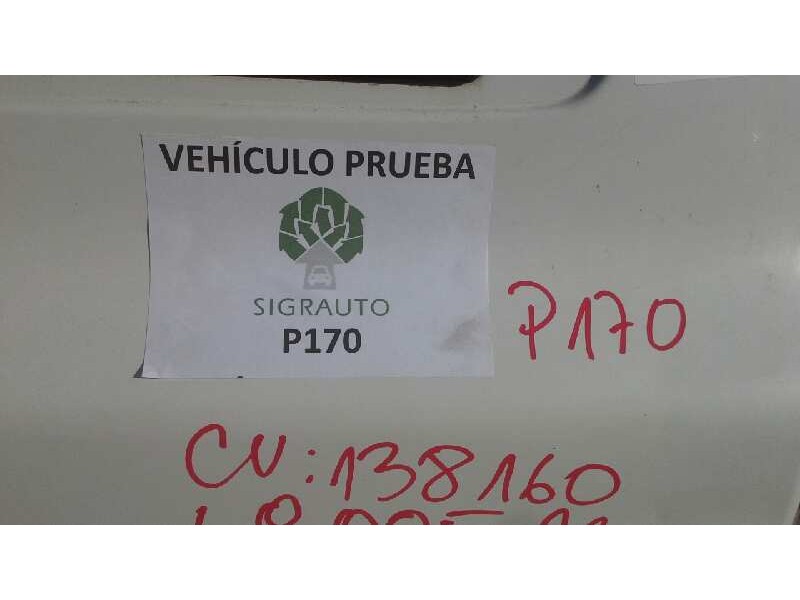 VEHÍCULO PRUEBA
SIGRAUTO
P170
P170
CV: 138160